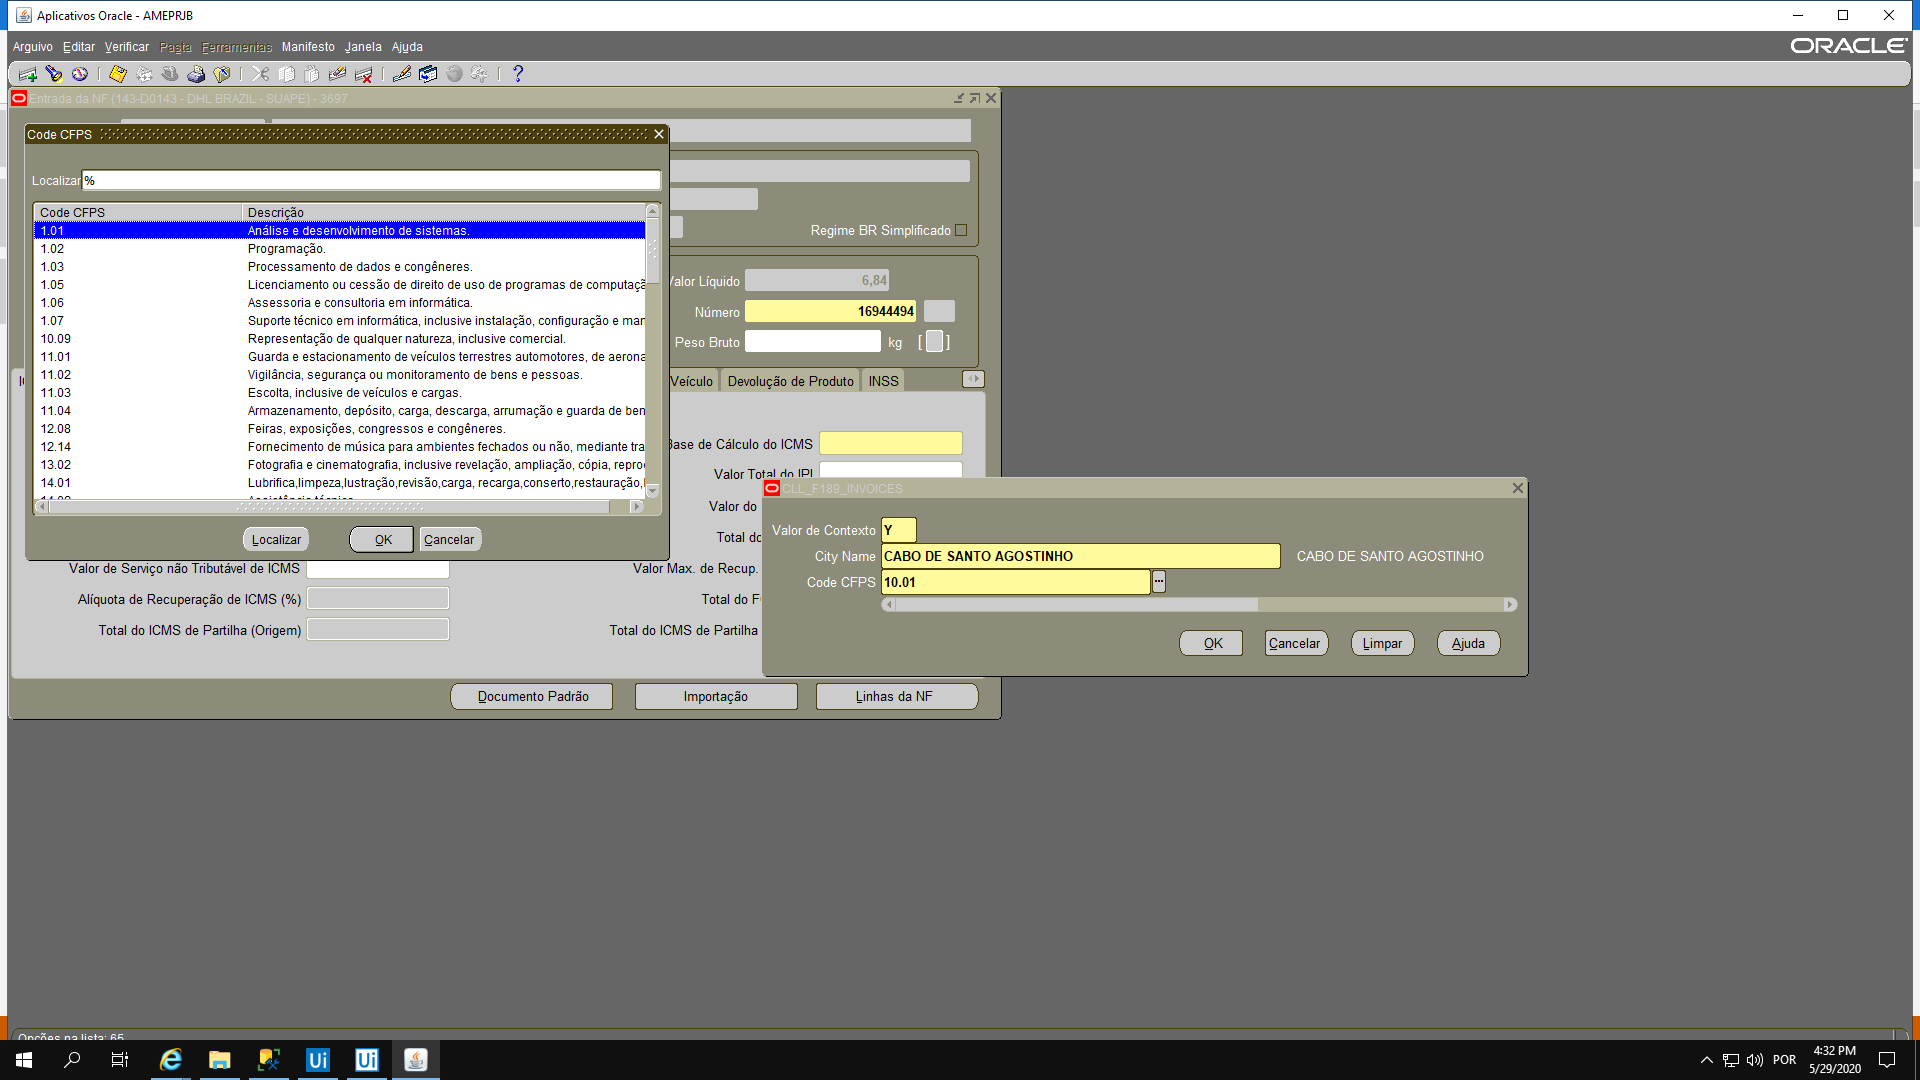 Aplicativos Oracle - AMEPRJB
Arquivo Editar Verificar Pasta Ferramentas Manifesto Janela Ajuda
ORACLE
Entrada da NF (143-D0143 - DHL BRAZIL - SUAPE) - 3697
Code CFPS
Localizar %
Code CFPS Descrição
1.01 Análise e desenvolvimento de sistemas.
1.02 Programação.
1.03 Processamento de dados e congêneres.
1.05 Licenciamento ou cessão de direito de uso de programas de computaçã
1.06 Assessoria e consultoria em informática.
1.07 Suporte técnico em informática, inclusive instalação, configuração e mar
10.09 Representação de qualquer natureza, inclusive comercial.
11.01 Guarda e estacionamento de veículos terrestres automotores, de aerona
11.02 Vigilância, segurança ou monitoramento de bens e pessoas.
11.03 Escolta, inclusive de veículos e cargas.
11.04 Armazenamento, depósito, carga, descarga, arrumação e guarda de ben
12.08 Feiras, exposições, congressos e congêneres.
12.14 Fornecimento de música para ambientes fechados ou não, mediante tra
13.02 Fotografia e cinematografia, inclusive revelação, ampliação, cópia, repro
14.01 Lubrifica,limpeza,lustração,revisão,carga, recarga,conserto,restauração,
14.02 Assistência técnica
Localizar OK Cancelar
Regime BR Simplificado
Valor Líquido 6,84
Número 16944494
Peso Bruto kg [ ]
Veículo Devolução de Produto INSS
Base de Cálculo do ICMS
Valor Total do IPI
Valor do
Total do
Valor de Serviço não Tributável de ICMS Valor Max. de Recup.
Alíquota de Recuperação de ICMS (%) Total do F
Total do ICMS de Partilha (Origem) Total do ICMS de Partilha
Documento Padrão Importação Linhas da NF
CLL_F189_INVOICES
Valor de Contexto Y
City Name CABO DE SANTO AGOSTINHO CABO DE SANTO AGOSTINHO
Code CFPS 10.01 ...
OK Cancelar Limpar Ajuda
Opções na lista: 65
Ui Ui
POR 4:32 PM
5/29/2020